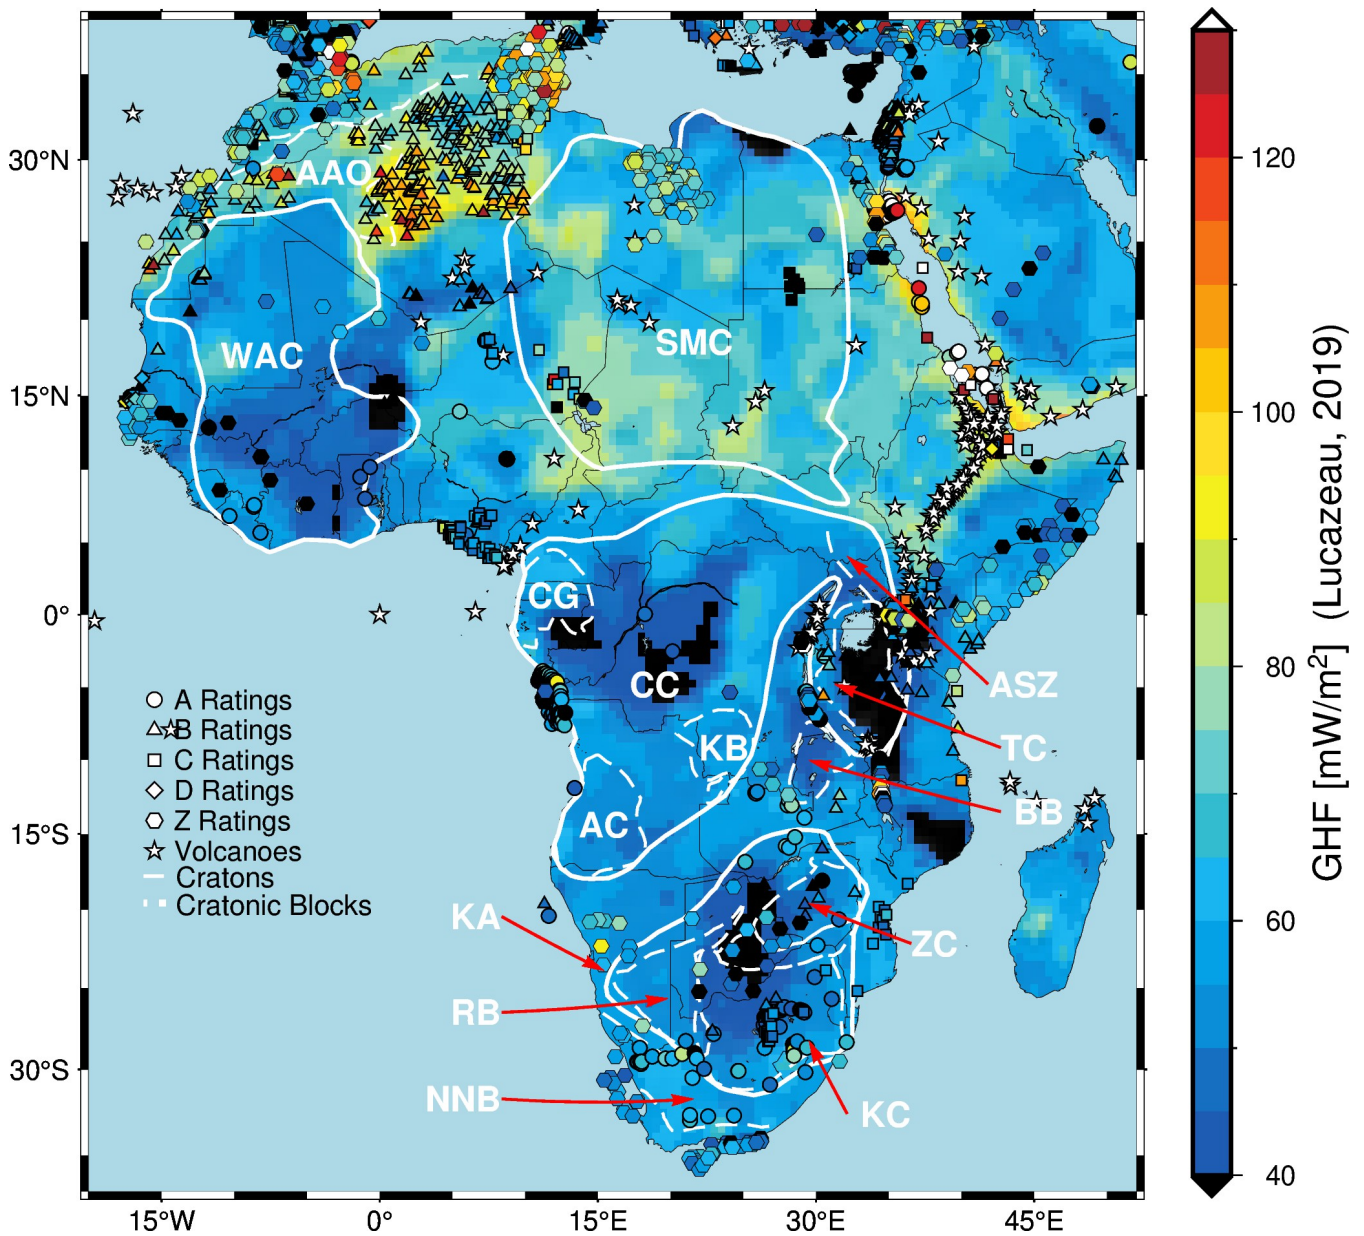 30°N
15°N
0°
15°S
30°S
15°W
0°
15°E
30°E
45°E
AAO
WAC
SMC
CG
CC
KB
AC
ASZ
TC
BB
KA
ZC
RB
NNB
KC
A Ratings
B Ratings
C Ratings
D Ratings
Z Ratings
Volcanoes
Cratons
Cratonic Blocks
120
100
80
60
40
GHF [mW/m²] (Lucazeau, 2019)